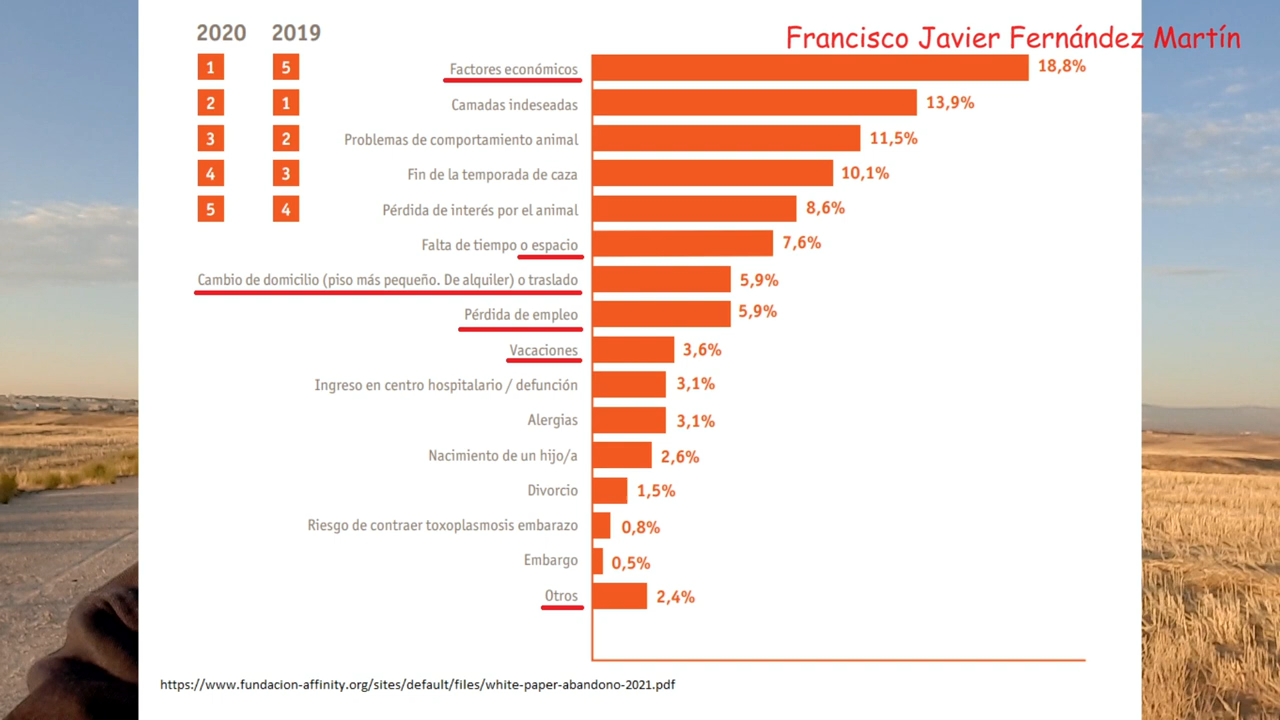 2020 2019
Francisco Javier Fernández Martín
1 5 Factores económicos 18,8%
2 1 Camadas indeseadas 13,9%
3 2 Problemas de comportamiento animal 11,5%
4 3 Fin de la temporada de caza 10,1%
5 4 Pérdida de interés por el animal 8,6%
Falta de tiempo o espacio 7,6%
Cambio de domicilio (piso más pequeño. De alquiler) o traslado 5,9%
Pérdida de empleo 5,9%
Vacaciones 3,6%
Ingreso en centro hospitalario / defunción 3,1%
Alergias 3,1%
Nacimiento de un hijo/a 2,6%
Divorcio 1,5%
Riesgo de contraer toxoplasmosis embarazo 0,8%
Embargo 0,5%
Otros 2,4%
https://www.fundacion-affinity.org/sites/default/files/white-paper-abandono-2021.pdf